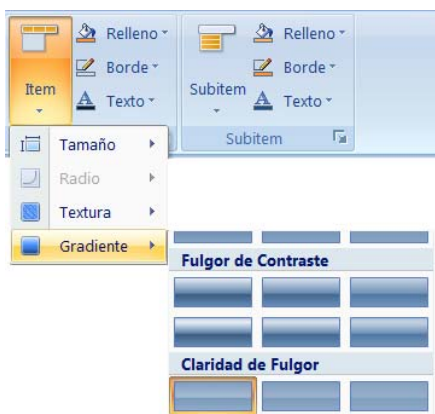 Relleno
Borde
Item
Texto
Relleno
Borde
Subitem
Texto
Subitem
Tamaño
Radio
Textura
Gradiente
Fulgor de Contraste
Claridad de Fulgor